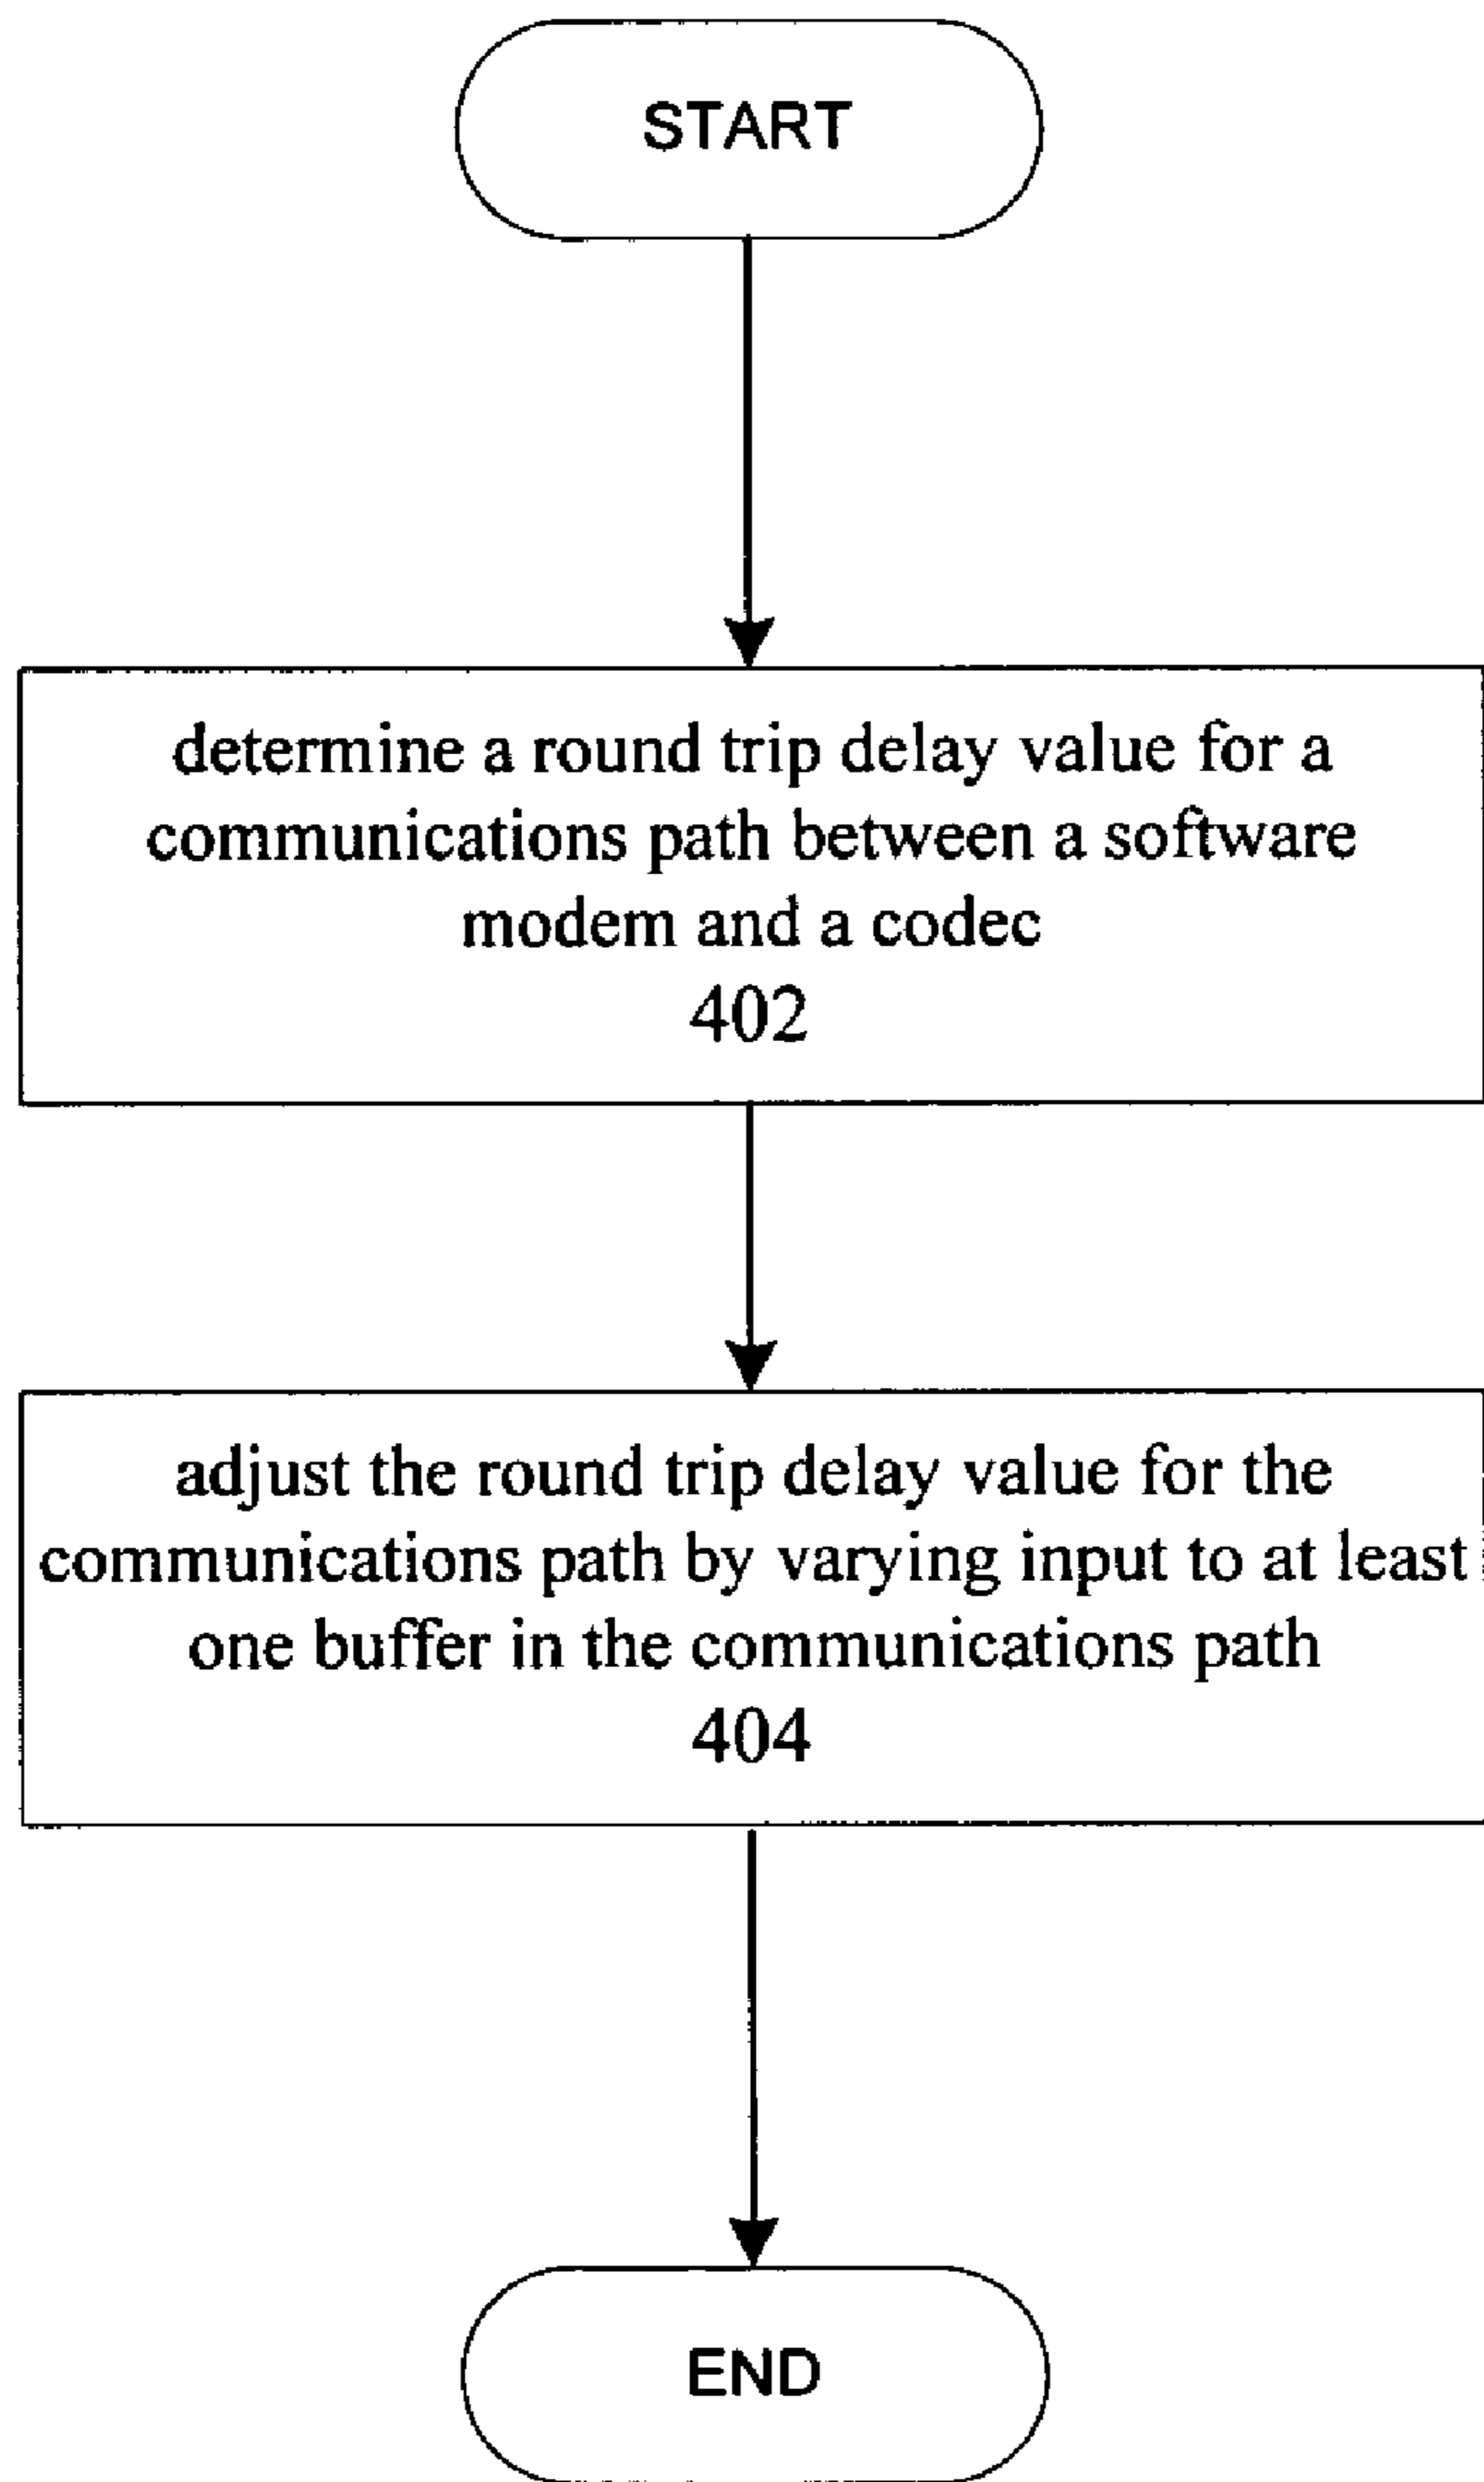 START
determine a round trip delay value for a
communications path between a software
modem and a codec
402
adjust the round trip delay value for the
communications path by varying input to at least
one buffer in the communications path
404
END